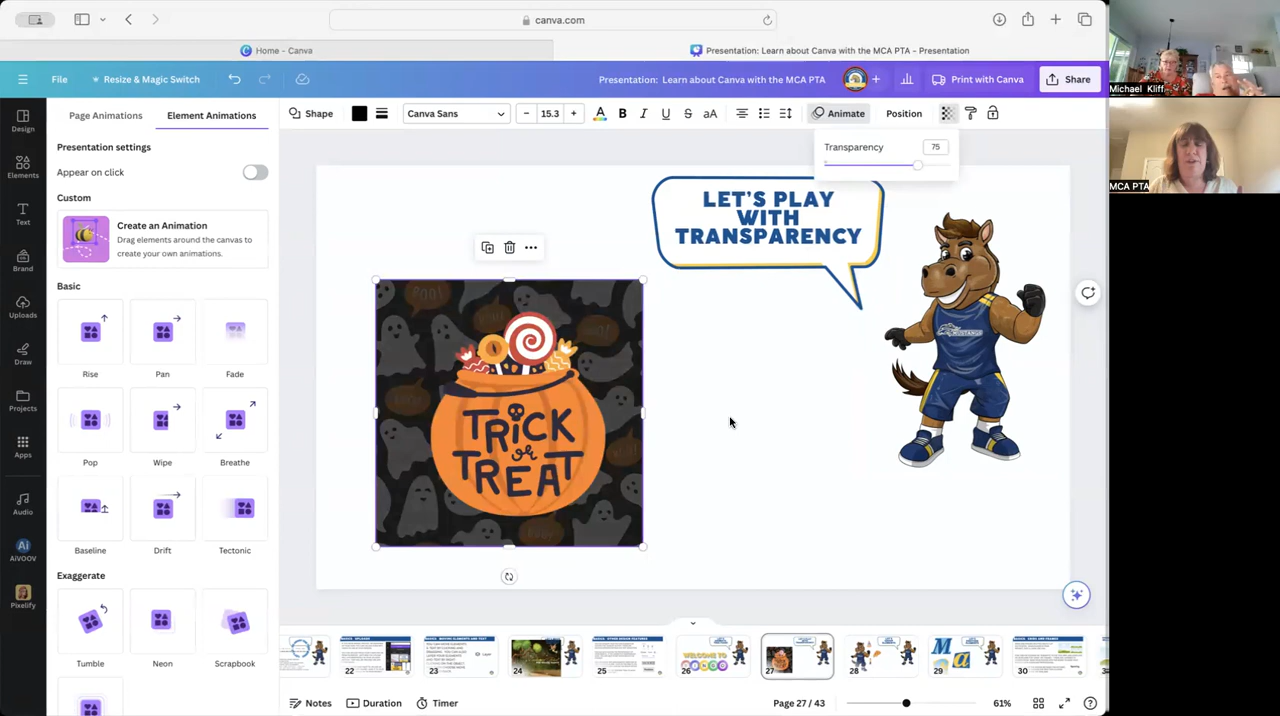 canva.com
Home - Canva
Presentation: Learn about Canva with the MCA PTA - Presentation
File
Resize & Magic Switch
Presentation: Learn about Canva with the MCA PTA
Print with Canva
Share
Design
Elements
Text
Brand
Uploads
Draw
Projects
Apps
Audio
AiVOOV
Pixelify
Page Animations
Element Animations
Presentation settings
Appear on click
Custom
Create an Animation
Drag elements around the canvas to
create your own animations.
Basic
Rise
Pan
Fade
Pop
Wipe
Breathe
Baseline
Drift
Tectonic
Exaggerate
Tumble
Neon
Scrapbook
Shape
Canva Sans
15.3
A
B
I
U
S
aA
Animate
Position
Transparency
75
LET'S PLAY
WITH
TRANSPARENCY
BOO!
TRICK
or
TREAT
MUSTANGS
23
24
25
26
WELCOME TO
27
28
29
30
Notes
Duration
Timer
Page 27 / 43
61%
Michael Kliff
MCA PTA